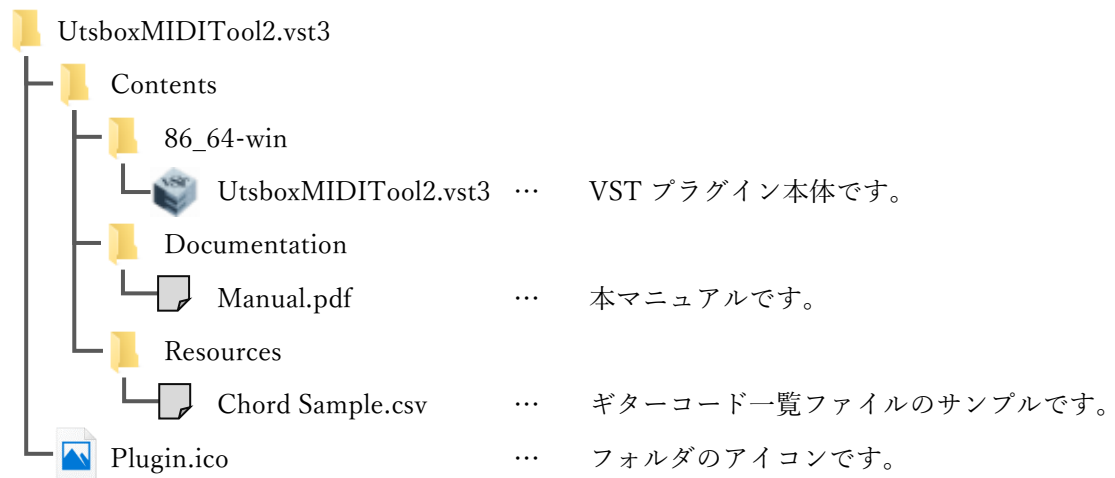 UtsboxMIDITool2.vst3
Contents
86_64-win
UtsboxMIDITool2.vst3 … VST プラグイン本体です。
Documentation
Manual.pdf … 本マニュアルです。
Resources
Chord Sample.csv … ギターコード一覧ファイルのサンプルです。
Plugin.ico … フォルダのアイコンです。